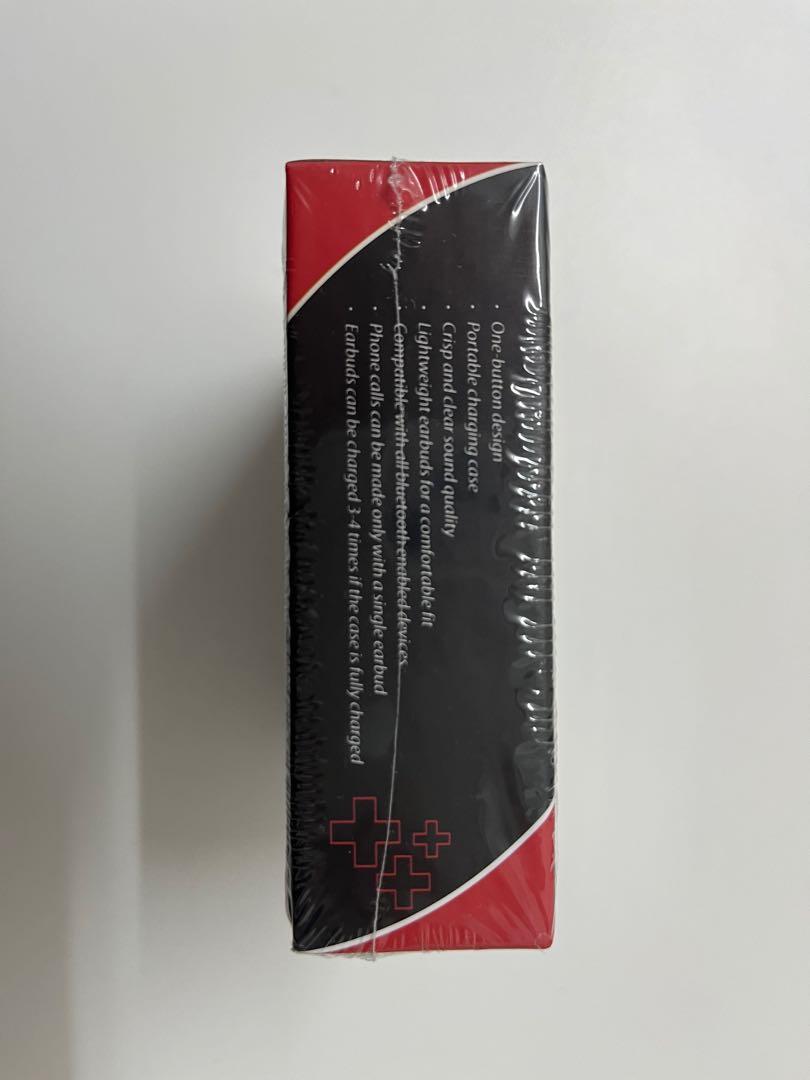 · One-button design
· Portable charging case
· Crisp and clear sound quality
· Lightweight earbuds for a comfortable fit
· Compatible with all bluetooth enabled devices
· Phone calls can be made only with a single earbud
· Earbuds can be charged 3-4 times if the case is fully charged